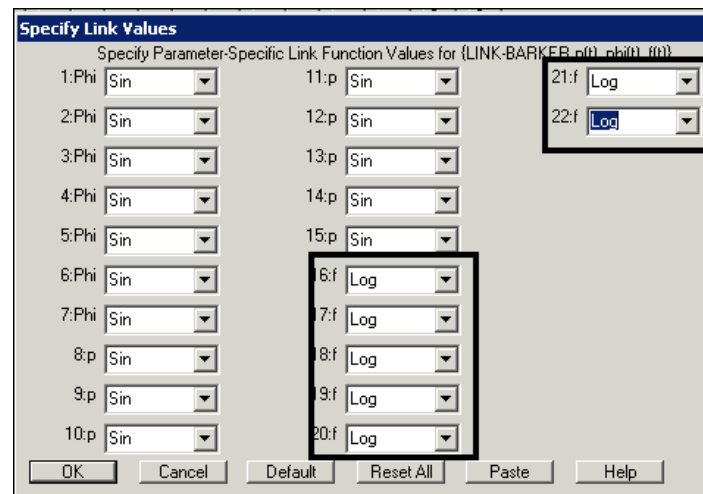 Specify Link Values
Specify Parameter-Specific Link Function Values for {LINK-BARKER p(t), phi(t), f(t)}
1:Phi Sin 11:p Sin 21:f Log
2:Phi Sin 12:p Sin 22:f Log
3:Phi Sin 13:p Sin
4:Phi Sin 14:p Sin
5:Phi Sin 15:p Sin
6:Phi Sin 16:f Log
7:Phi Sin 17:f Log
8:p Sin 18:f Log
9:p Sin 19:f Log
10:p Sin 20:f Log
OK Cancel Default Reset All Paste Help